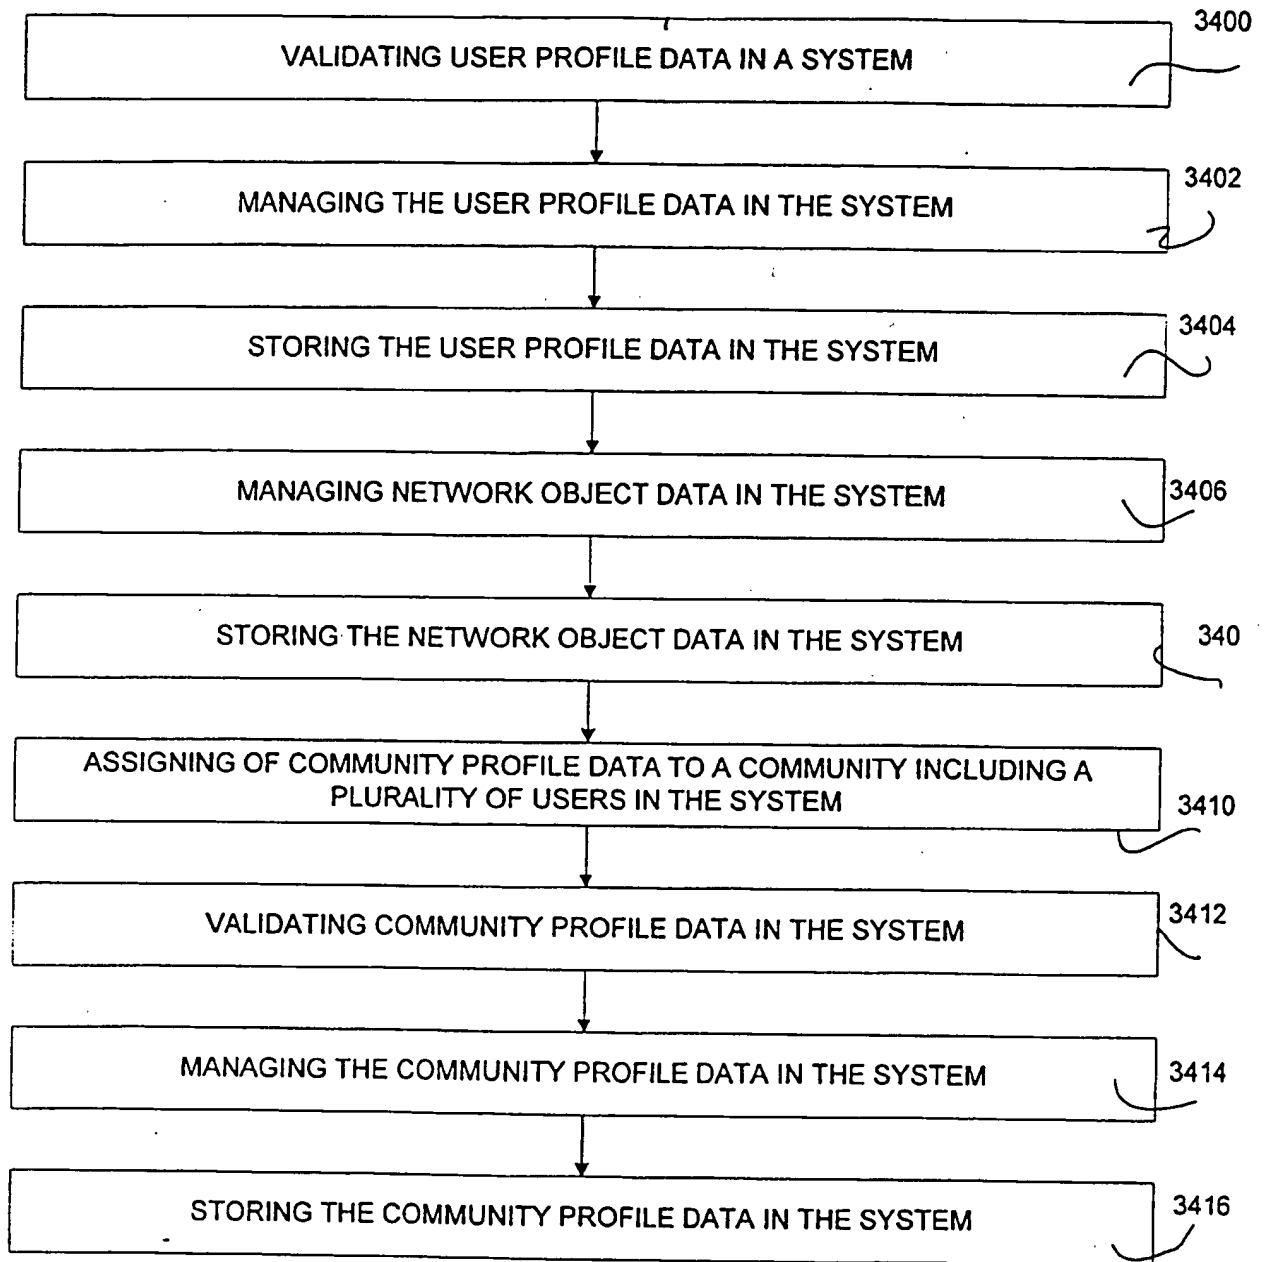 3400
VALIDATING USER PROFILE DATA IN A SYSTEM
3402
MANAGING THE USER PROFILE DATA IN THE SYSTEM
3404
STORING THE USER PROFILE DATA IN THE SYSTEM
MANAGING NETWORK OBJECT DATA IN THE SYSTEM
3406
STORING THE NETWORK OBJECT DATA IN THE SYSTEM
340
ASSIGNING OF COMMUNITY PROFILE DATA TO A COMMUNITY INCLUDING A
PLURALITY OF USERS IN THE SYSTEM
3410
VALIDATING COMMUNITY PROFILE DATA IN THE SYSTEM
3412
MANAGING THE COMMUNITY PROFILE DATA IN THE SYSTEM
3414
STORING THE COMMUNITY PROFILE DATA IN THE SYSTEM
3416